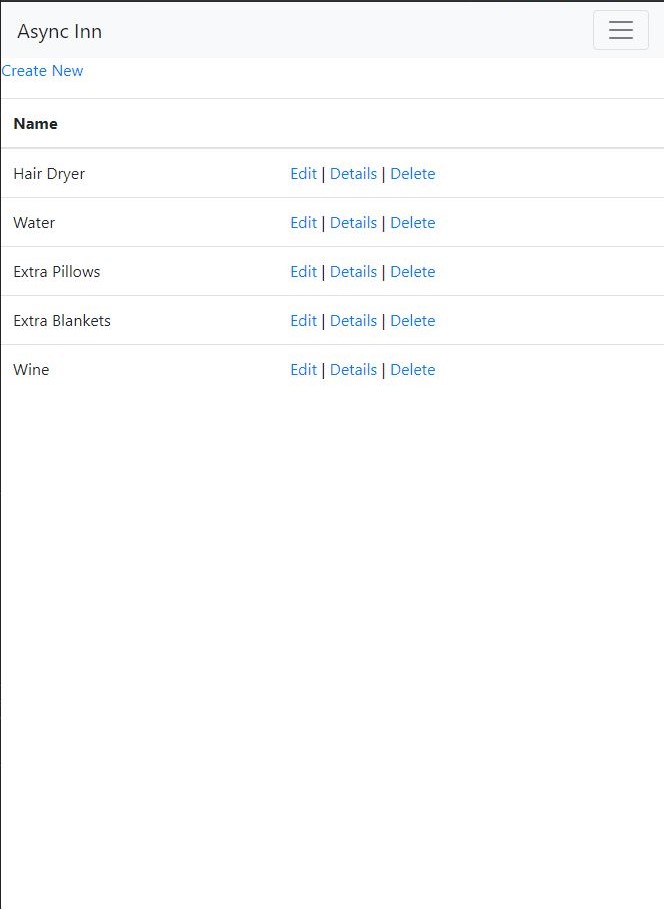 Async Inn
Create New
Name
Hair Dryer Edit | Details | Delete
Water Edit | Details | Delete
Extra Pillows Edit | Details | Delete
Extra Blankets Edit | Details | Delete
Wine Edit | Details | Delete